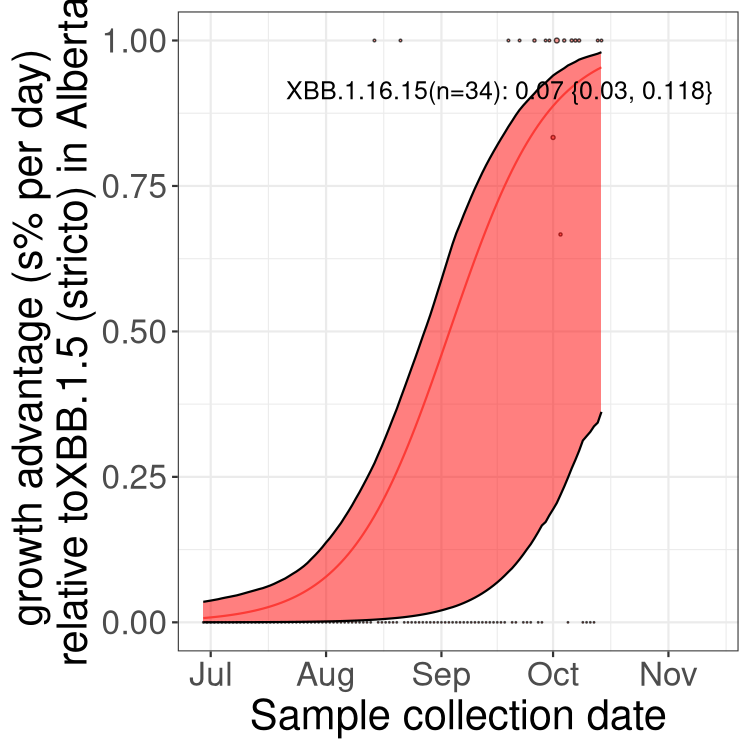 growth advantage (s% per day)
relative toXBB.1.5 (stricto) in Alberta
1.00
0.75
0.50
0.25
0.00
XBB.1.16.15(n=34): 0.07 {0.03, 0.118}
Jul Aug Sep Oct Nov
Sample collection date